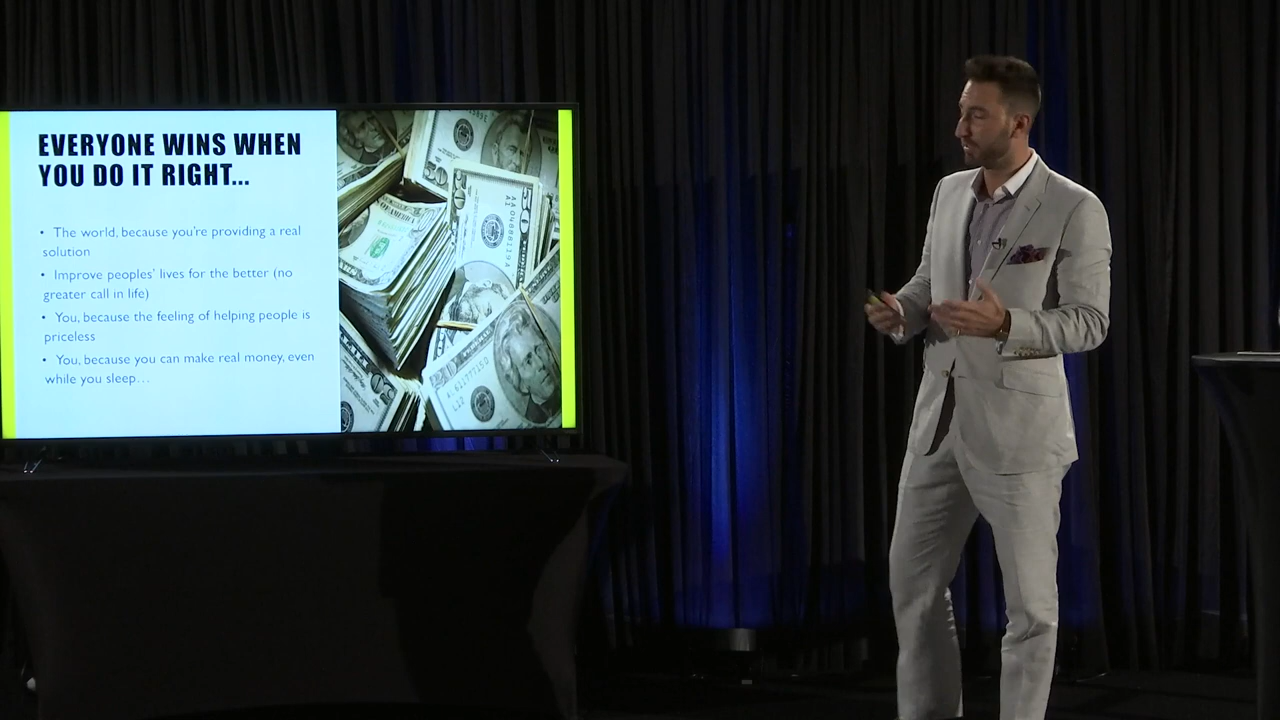 EVERYONE WINS WHEN
YOU DO IT RIGHT...
• The world, because you're providing a real
solution
• Improve peoples' lives for the better (no
greater call in life)
• You, because the feeling of helping people is
priceless
• You, because you can make real money, even
while you sleep...